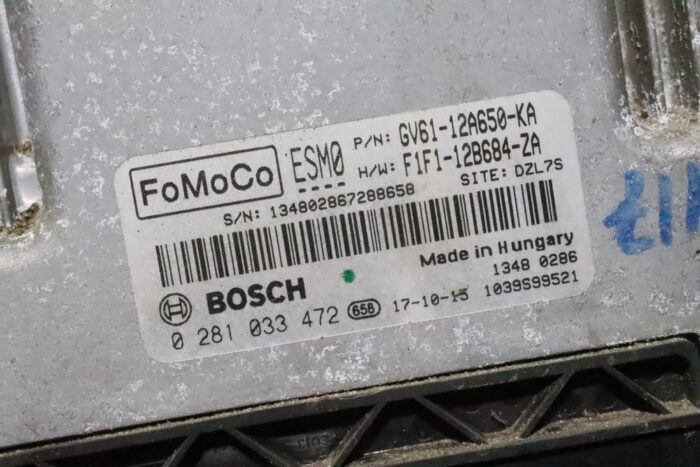 FoMoCo
ESM0
P/N: GV61-12A650-KA
H/W: F1F1-12B684-ZA
SITE: DZL7S
S/N: 134802867288658
Made in Hungary
BOSCH
1348 0286
0 281 033 472 656 17-10-15 1039S99521